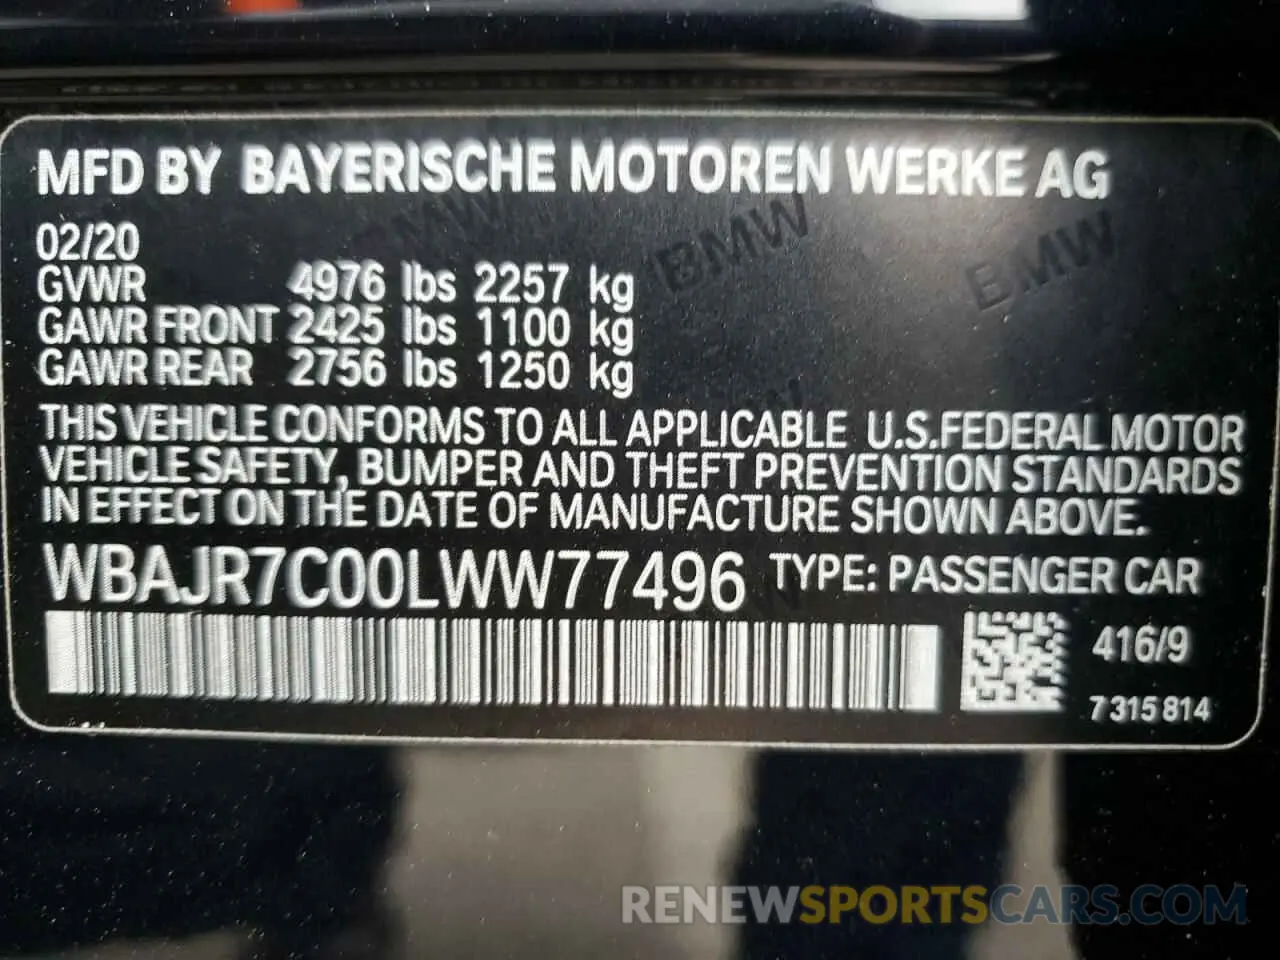 MFD BY BAYERISCHE MOTOREN WERKE AG
02/20
GVWR 4976 lbs 2257 kg
GAWR FRONT 2425 lbs 1100 kg
GAWR REAR 2756 lbs 1250 kg
THIS VEHICLE CONFORMS TO ALL APPLICABLE U.S.FEDERAL MOTOR
VEHICLE SAFETY, BUMPER AND THEFT PREVENTION STANDARDS
IN EFFECT ON THE DATE OF MANUFACTURE SHOWN ABOVE.
WBAJR7C00LWW77496 TYPE: PASSENGER CAR
416/9
7 315 814
BMW BMW BMW
RENEWSPORTSCARS.COM